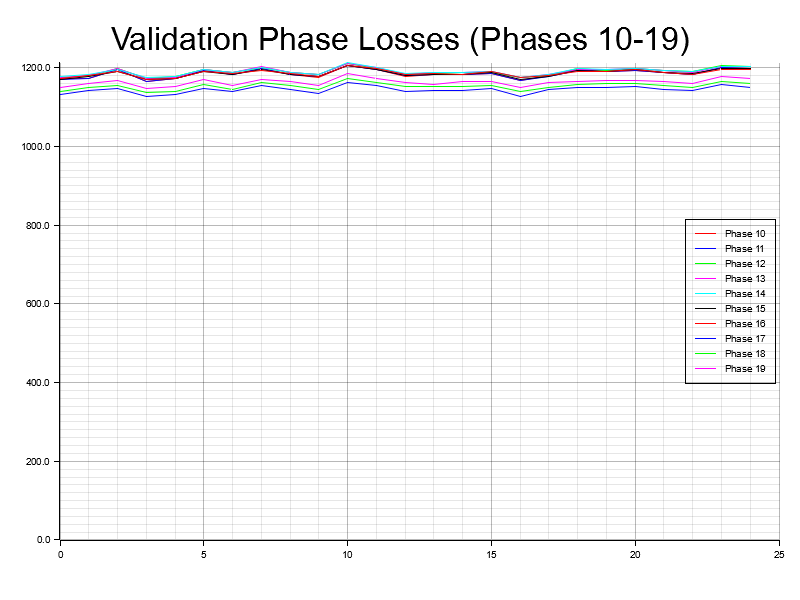 Validation Phase Losses (Phases 10-19)
1200.0
1000.0
800.0
600.0
400.0
200.0
0.0
0
5
10
15
20
25
Phase 10
Phase 11
Phase 12
Phase 13
Phase 14
Phase 15
Phase 16
Phase 17
Phase 18
Phase 19